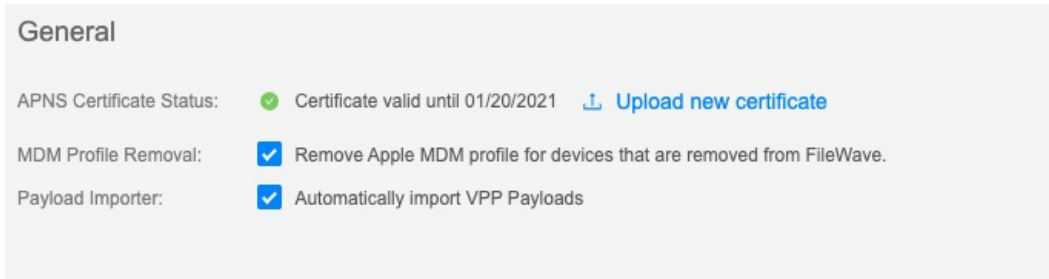 General
APNS Certificate Status: Certificate valid until 01/20/2021 Upload new certificate
MDM Profile Removal: Remove Apple MDM profile for devices that are removed from FileWave.
Payload Importer: Automatically import VPP Payloads